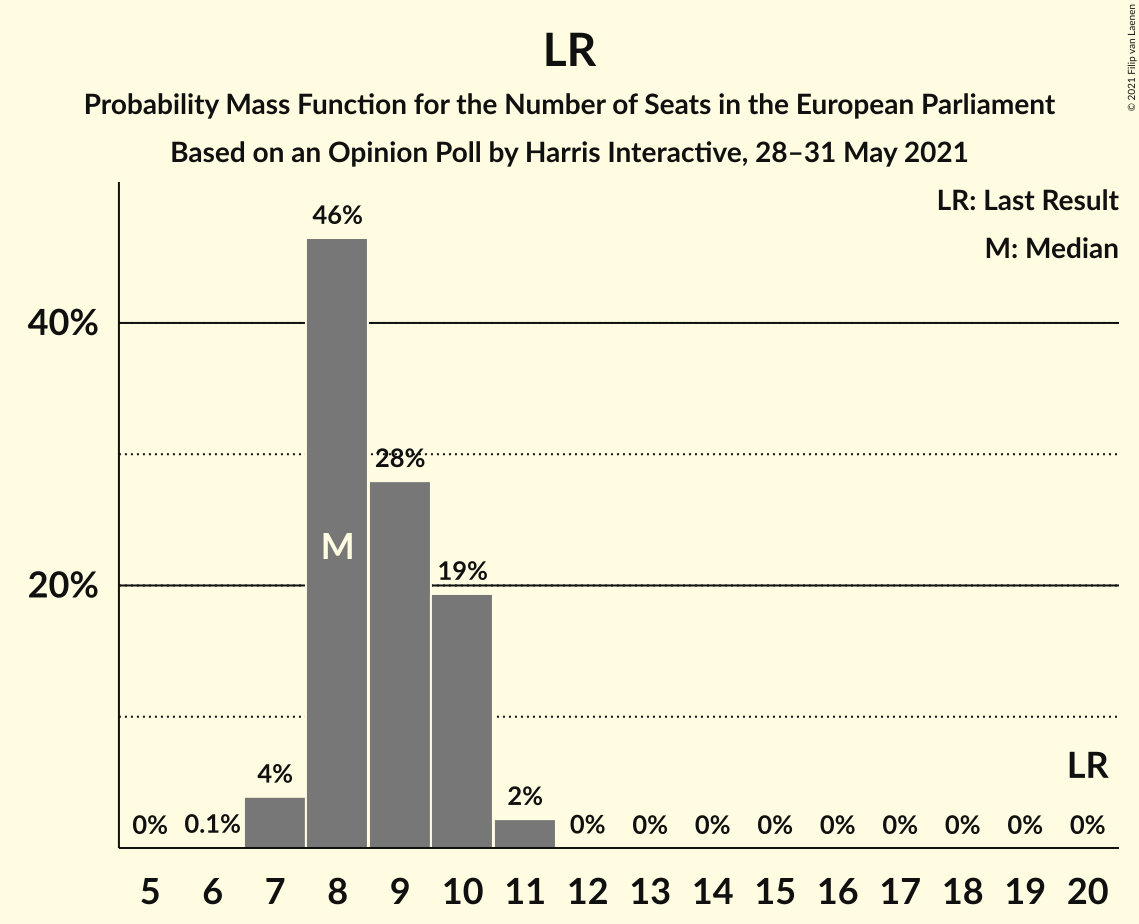 LR
Probability Mass Function for the Number of Seats in the European Parliament
Based on an Opinion Poll by Harris Interactive, 28–31 May 2021
© 2021 Filip van Laenen
LR: Last Result
M: Median
46%
40%
28%
M
20%
19%
LR
4%
2%
0% 0.1% 0% 0% 0% 0% 0% 0% 0% 0% 0%
5 6 7 8 9 10 11 12 13 14 15 16 17 18 19 20